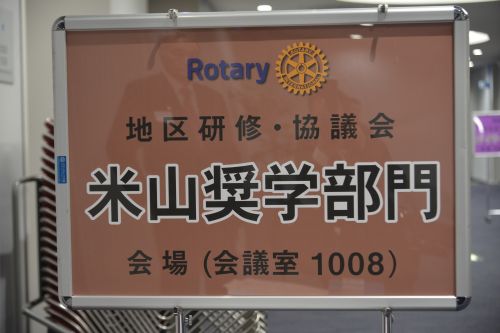 Rotary
地区研修・協議会
米山奨学部門
会場 (会議室 1008)